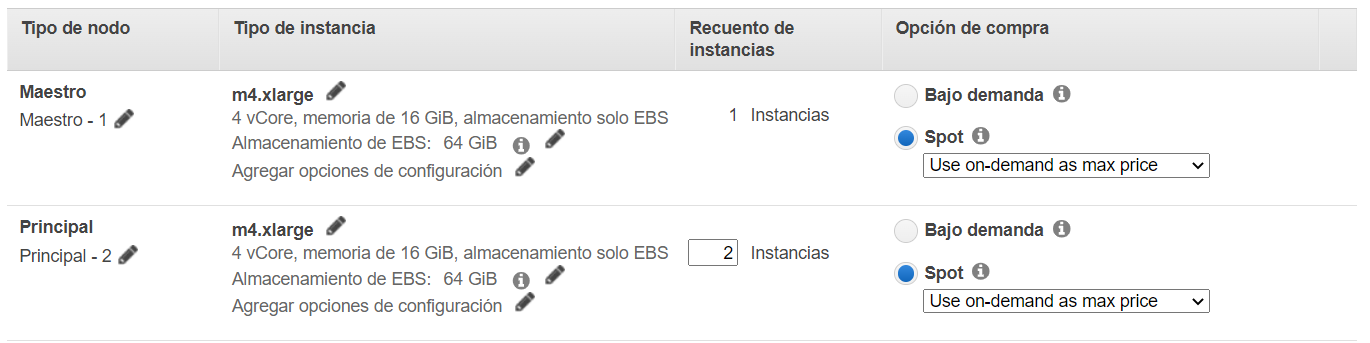 Tipo de nodo
Tipo de instancia
Recuento de
instancias
Opción de compra
Maestro
Maestro - 1
m4.xlarge
4 vCore, memoria de 16 GiB, almacenamiento solo EBS
Almacenamiento de EBS: 64 GiB
Agregar opciones de configuración
1 Instancias
Bajo demanda
Spot
Use on-demand as max price
Principal
Principal - 2
m4.xlarge
4 vCore, memoria de 16 GiB, almacenamiento solo EBS
Almacenamiento de EBS: 64 GiB
Agregar opciones de configuración
2 Instancias
Bajo demanda
Spot
Use on-demand as max price